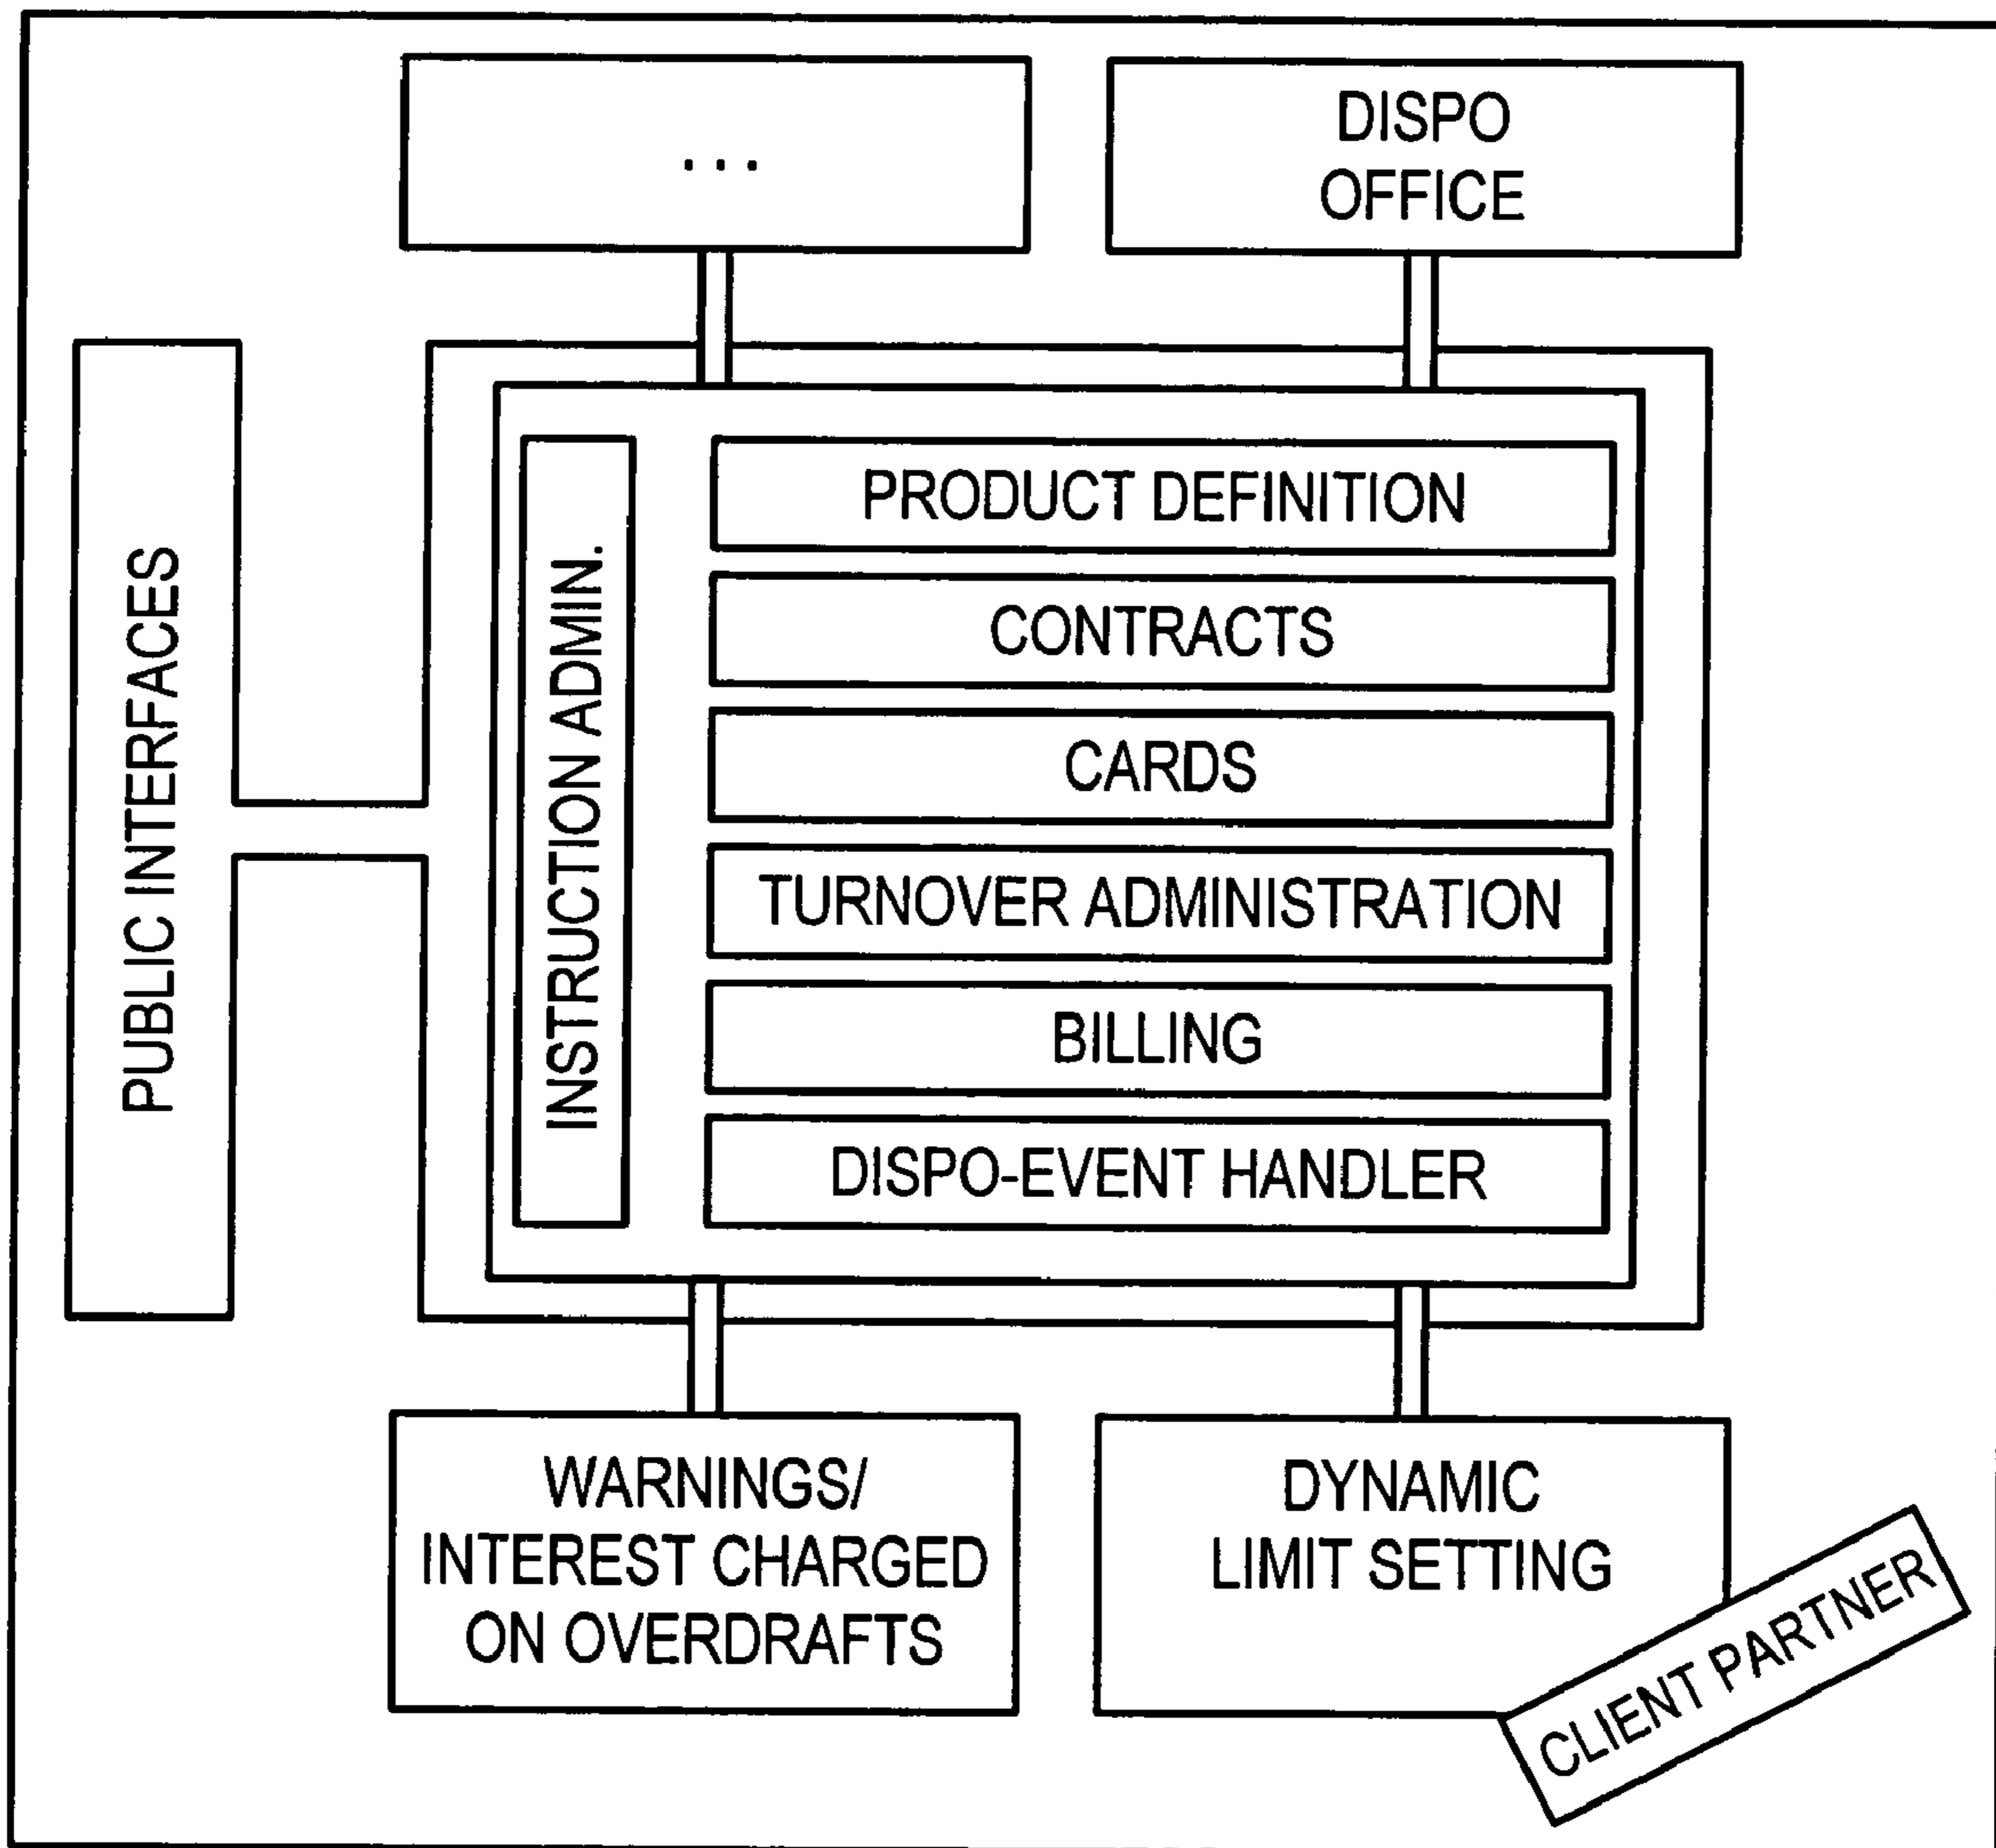 ...
DISPO
OFFICE
PUBLIC INTERFACES
INSTRUCTION ADMIN.
PRODUCT DEFINITION
CONTRACTS
CARDS
TURNOVER ADMINISTRATION
BILLING
DISPO-EVENT HANDLER
WARNINGS/
INTEREST CHARGED
ON OVERDRAFTS
DYNAMIC
LIMIT SETTING
CLIENT PARTNER